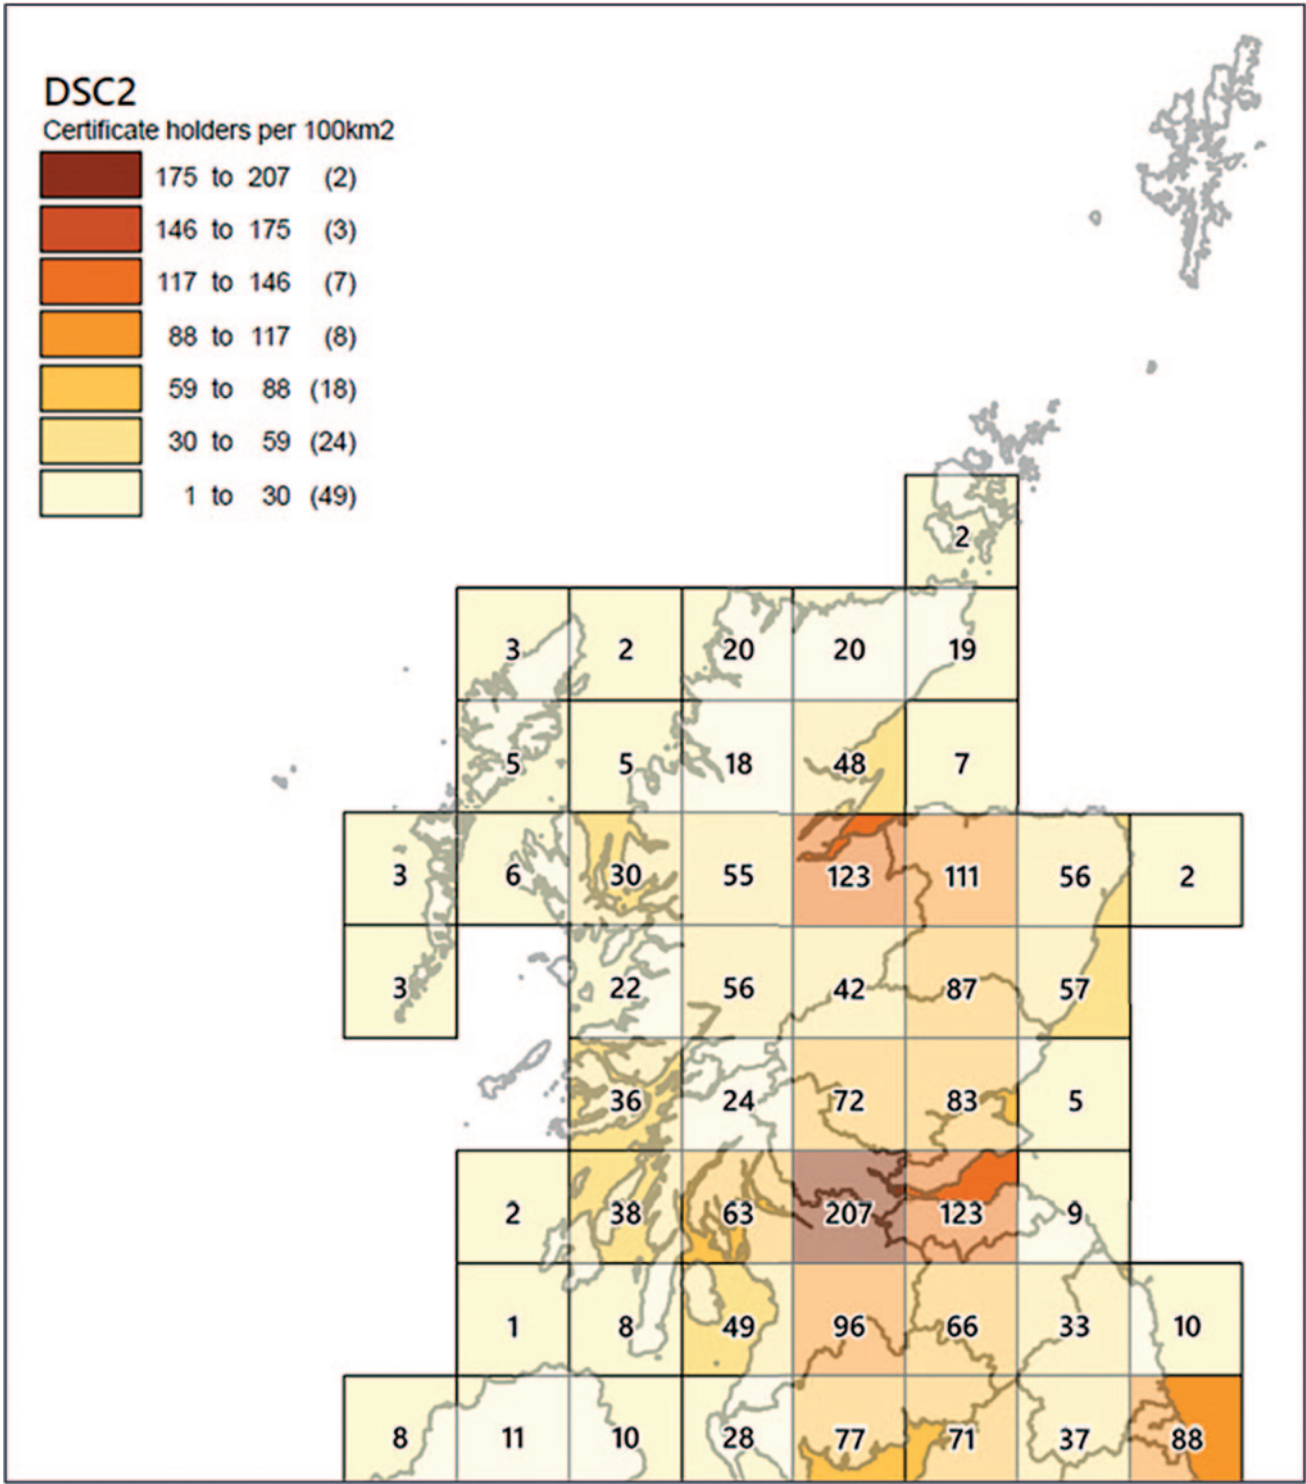 DSC2
Certificate holders per 100km2
175 to 207 (2)
146 to 175 (3)
117 to 146 (7)
88 to 117 (8)
59 to 88 (18)
30 to 59 (24)
1 to 30 (49)
2
3 2 20 20 19
5 5 18 48 7
3 6 30 55 123 111 56 2
3 22 56 42 87 57
36 24 72 83 5
2 38 63 207 123 9
1 8 49 96 66 33 10
8 11 10 28 77 71 37 88